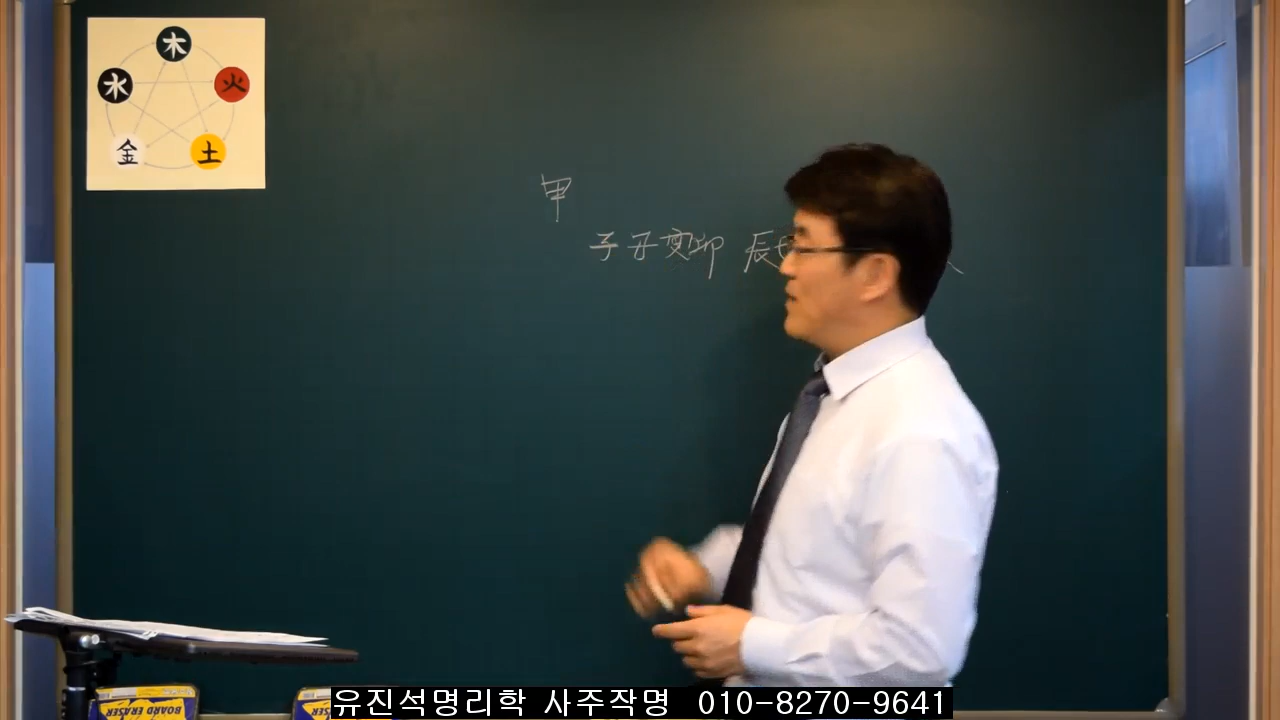 木
水 火
金 土
甲
子丑寅卯 辰
BOARD ERASER
유진석명리학 사주작명 010-8270-9641